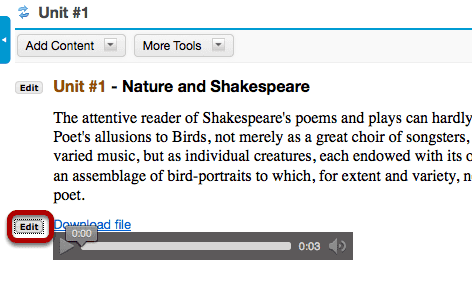 Unit #1
Add Content More Tools
Edit Unit #1 - Nature and Shakespeare
The attentive reader of Shakespeare's poems and plays can hardly
Poet's allusions to Birds, not merely as a great choir of songsters,
varied music, but as individual creatures, each endowed with its o
an assemblage of bird-portraits to which, for extent and variety, n
poet.
Edit Download file
0:00
0:03